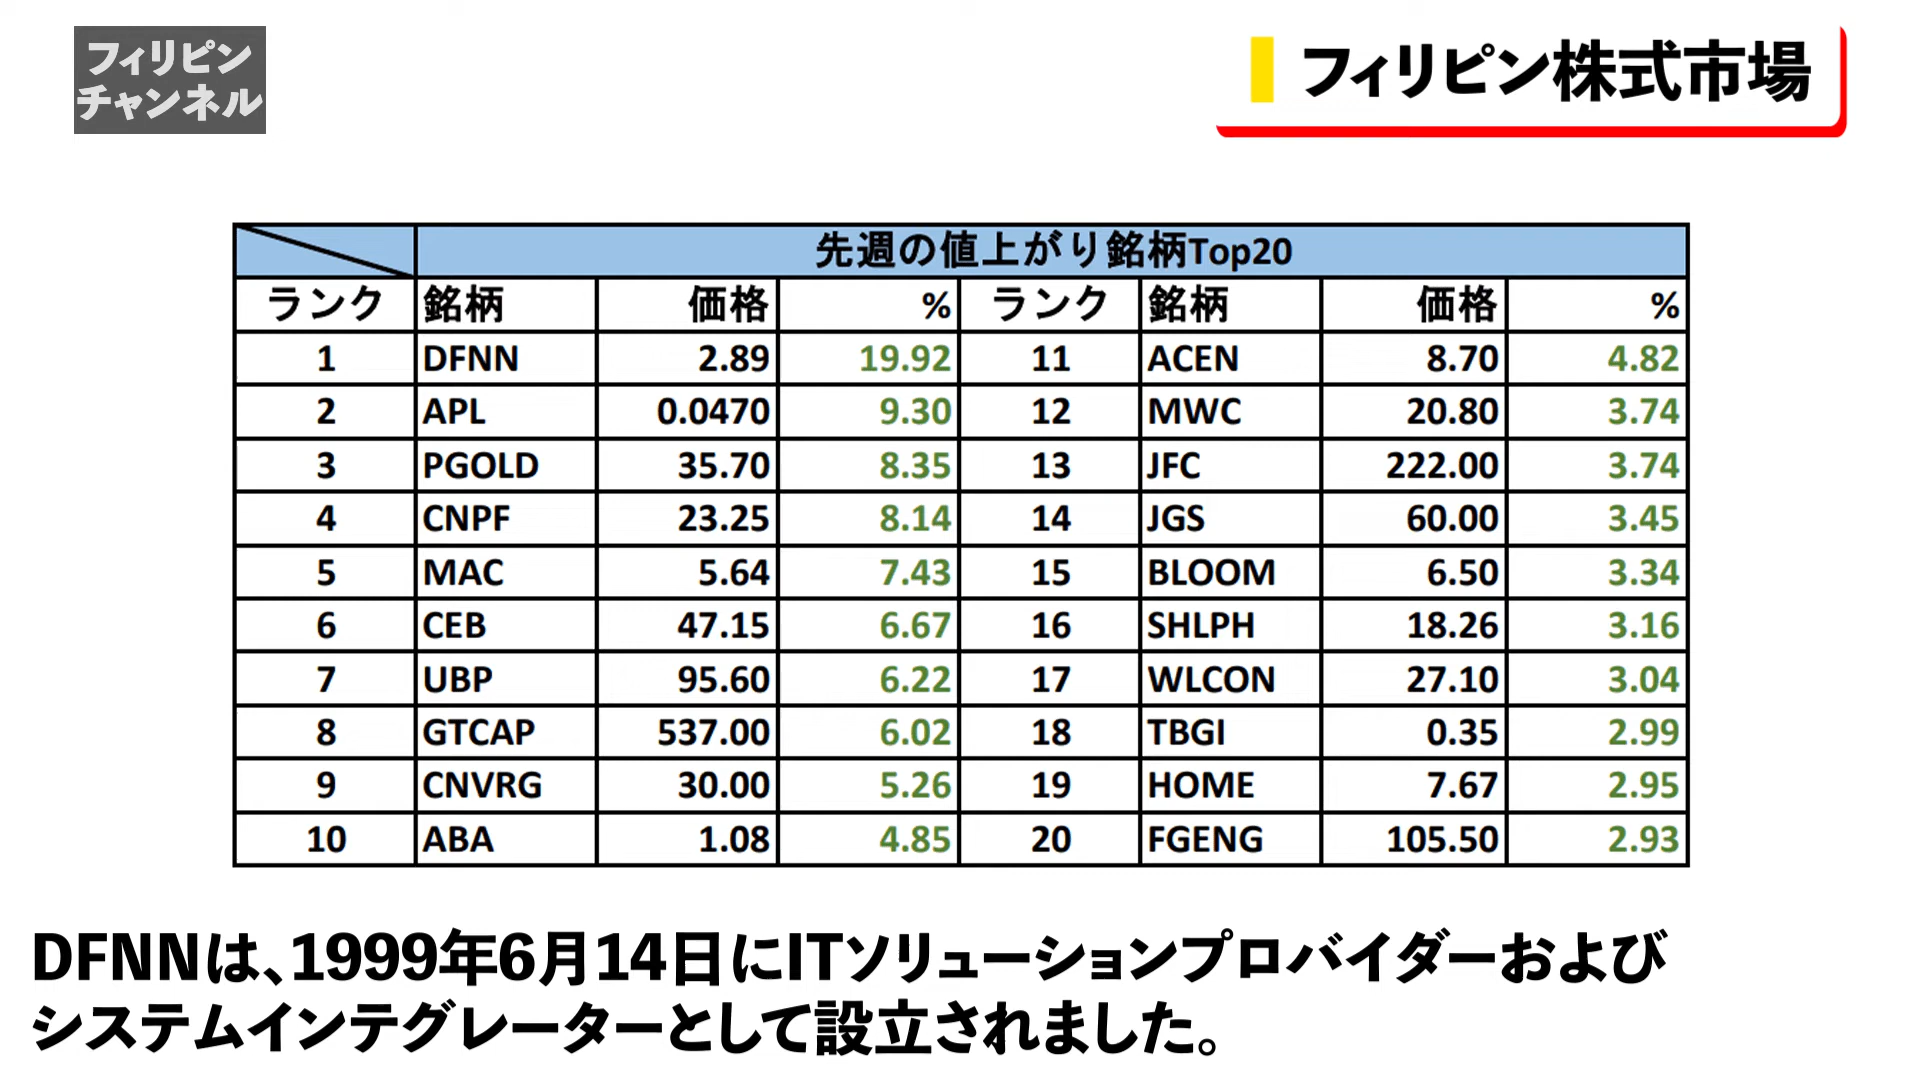 フィリピン
チャンネル
フィリピン株式市場
先週の値上がり銘柄Top20
ランク 銘柄 価格 % ランク 銘柄 価格 %
1 DFNN 2.89 19.92 11 ACEN 8.70 4.82
2 APL 0.0470 9.30 12 MWC 20.80 3.74
3 PGOLD 35.70 8.35 13 JFC 222.00 3.74
4 CNPF 23.25 8.14 14 JGS 60.00 3.45
5 MAC 5.64 7.43 15 BLOOM 6.50 3.34
6 CEB 47.15 6.67 16 SHLPH 18.26 3.16
7 UBP 95.60 6.22 17 WLCON 27.10 3.04
8 GTCAP 537.00 6.02 18 TBGI 0.35 2.99
9 CNVRG 30.00 5.26 19 HOME 7.67 2.95
10 ABA 1.08 4.85 20 FGENG 105.50 2.93
DFNNは、1999年6月14日にITソリューションプロバイダーおよび
システムインテグレーターとして設立されました。